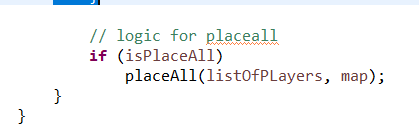 // logic for placeall
if (isPlaceAll)
placeAll(listOfPLayers, map);
}
}